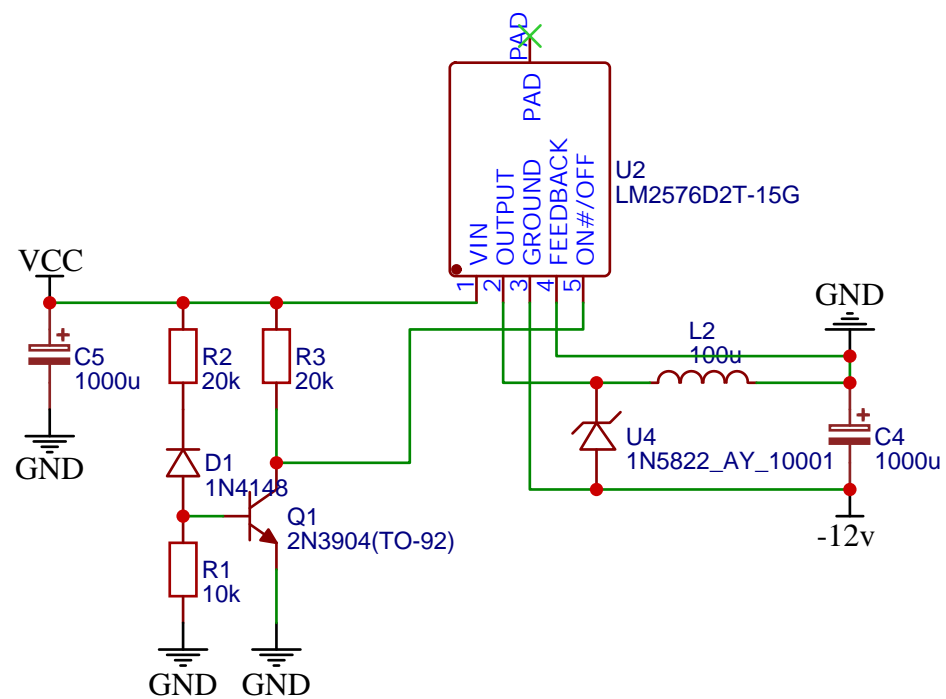 PAD
PAD
VIN
OUTPUT
GROUND
FEEDBACK
ON#/OFF
1
2
3
4
5
U2
LM2576D2T-15G
VCC
C5
1000u
GND
R2
20k
R3
20k
D1
1N4148
Q1
2N3904(TO-92)
R1
10k
GND
GND
GND
L2
100u
U4
1N5822_AY_10001
C4
1000u
-12v